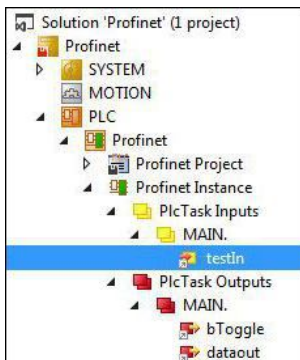 Solution 'Profinet' (1 project)
Profinet
SYSTEM
MOTION
PLC
Profinet
Profinet Project
Profinet Instance
PlcTask Inputs
MAIN.
testIn
PlcTask Outputs
MAIN.
bToggle
dataout